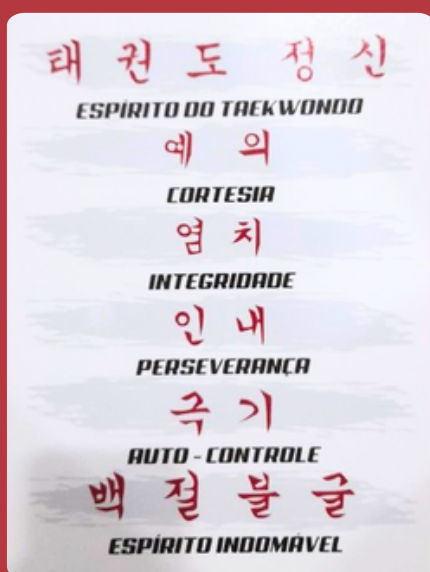 태권도 정신
ESPÍRITO DO TAEKWONDO
예의
CORTESIA
염치
INTEGRIDADE
인내
PERSEVERANÇA
극기
AUTO-CONTROLE
백절불굴
ESPÍRITO INDOMÁVEL